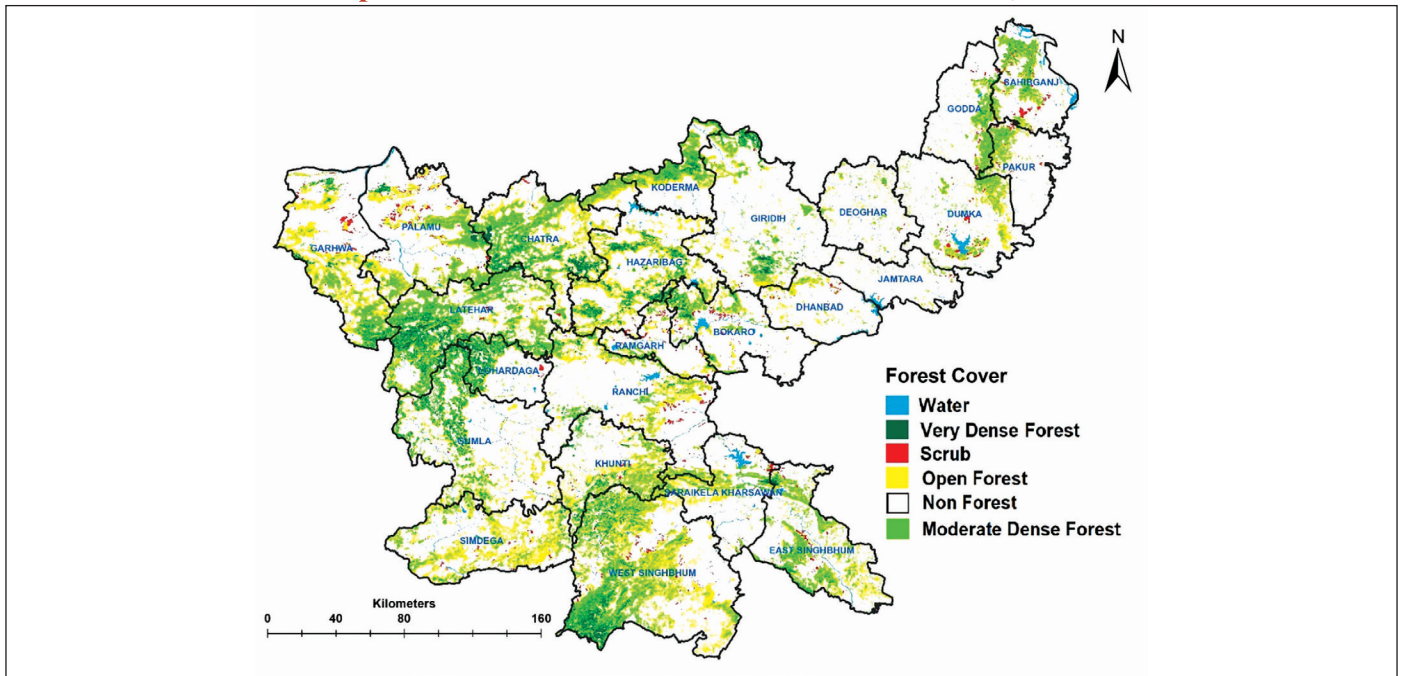 N
SAHIBGANJ
GODDA
PAKUR
KODERMA
DEOGHAR
DUMKA
GIRIDIH
PALAMU
CHATRA
GARHWA
HAZARIBAG
JAMTARA
LATEHAR
DHANBAD
BOKARO
RAMGARH
LOHARDAGA
RANCHI
GUMLA
KHUNTI
SARAIKELA KHARSAWAN
SIMDEGA
EAST SINGHBHUM
WEST SINGHBHUM
Forest Cover
Water
Very Dense Forest
Scrub
Open Forest
Non Forest
Moderate Dense Forest
Kilometers
0 40 80 160